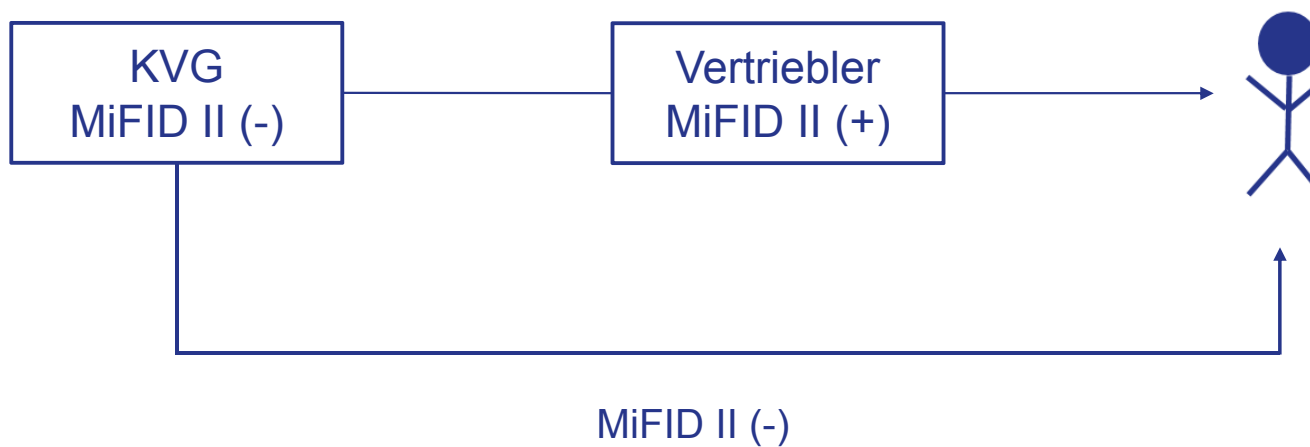 KVG
MiFID II (-)
Vertriebler
MiFID II (+)
MiFID II (-)